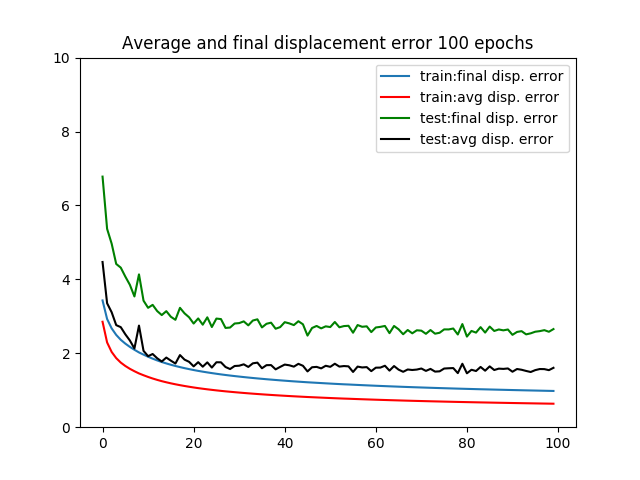 Average and final displacement error 100 epochs
train:final disp. error
train:avg disp. error
test:final disp. error
test:avg disp. error
10
8
6
4
2
0
0 20 40 60 80 100